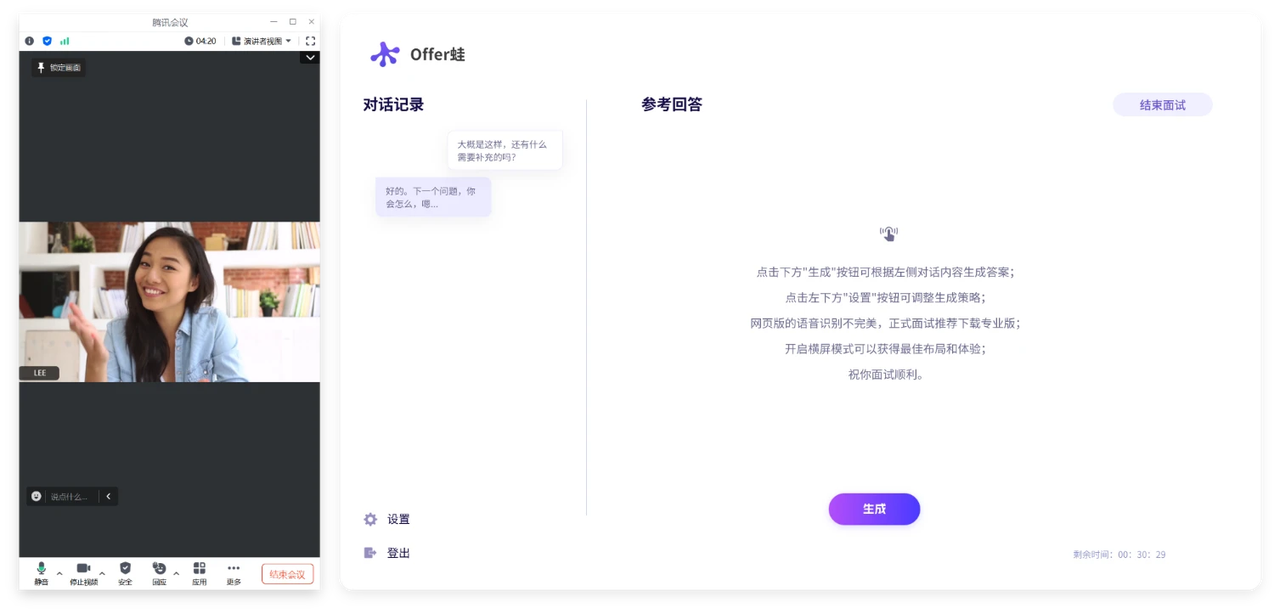 腾讯会议
04:20
演讲者视图
锁定画面
LEE
说点什么...
静音
停止视频
安全
回应
应用
更多
结束会议
Offer蛙
对话记录
大概是这样，还有什么
需要补充的吗？
好的。下一个问题，你
会怎么，嗯...
设置
登出
参考回答
结束面试
点击下方"生成"按钮可根据左侧对话内容生成答案；
点击左下方"设置"按钮可调整生成策略；
网页版的语音识别不完美，正式面试推荐下载专业版；
开启横屏模式可以获得最佳布局和体验；
祝你面试顺利。
生成
剩余时间：00：30：29